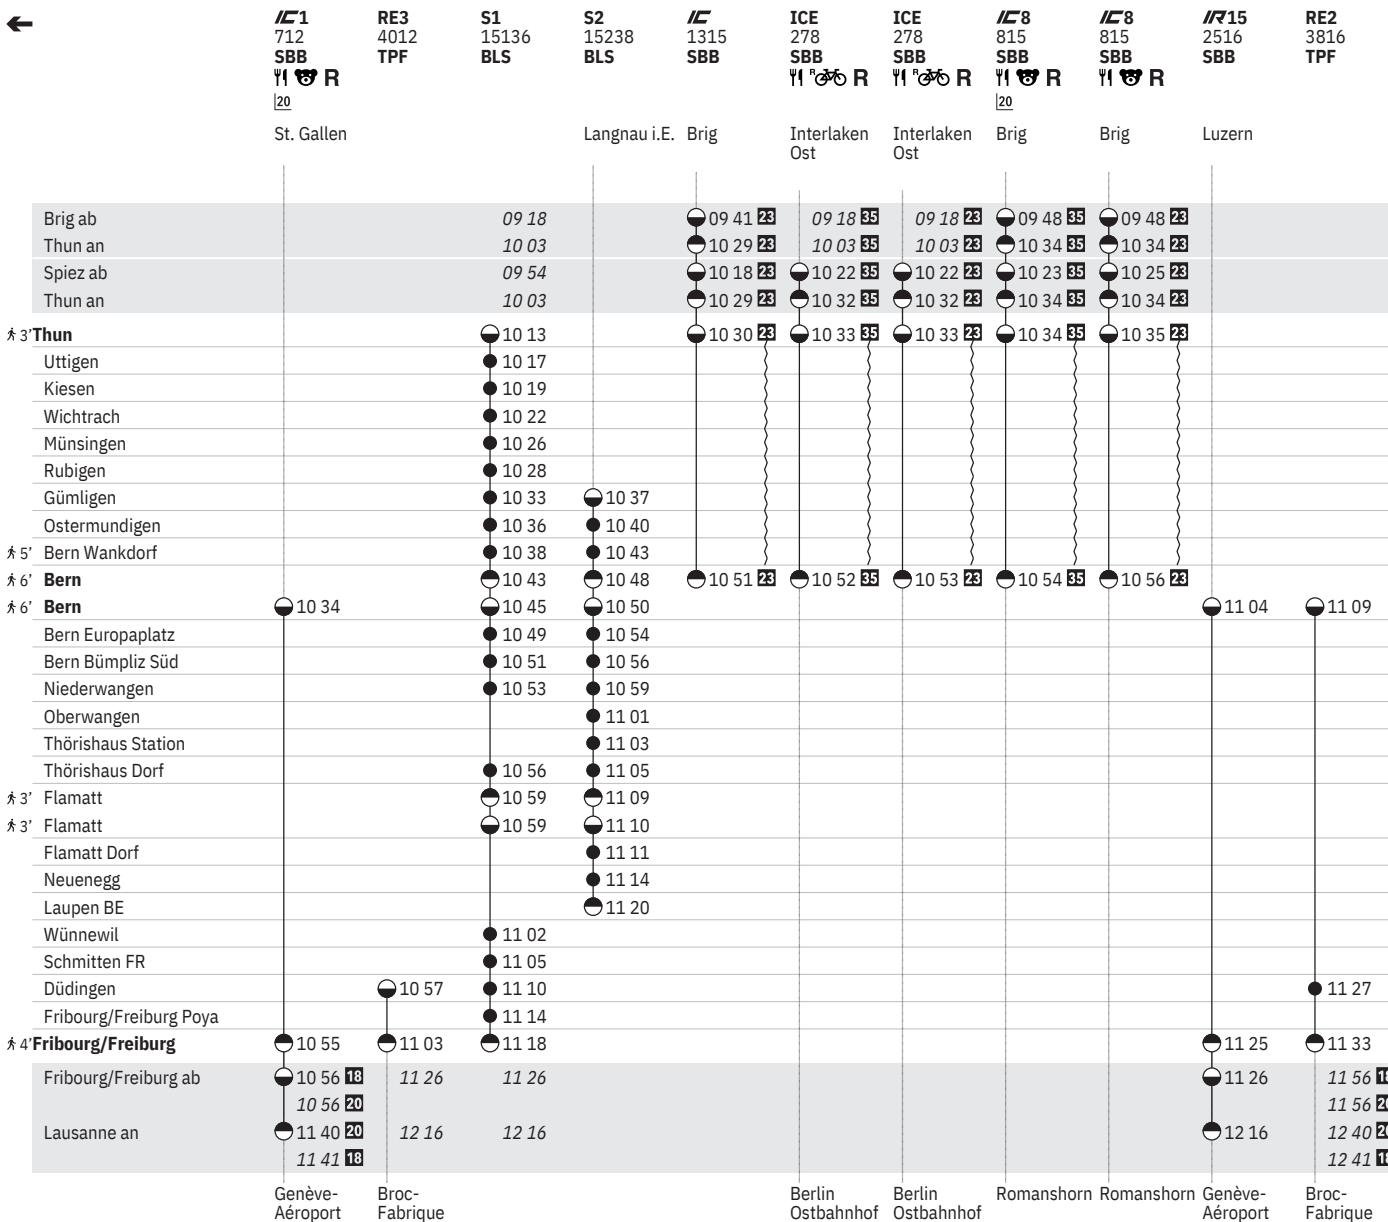 IC1 RE3 S1 S2 IC ICE ICE IC8 IC8 IR15 RE2
712 4012 15136 15238 1315 278 278 815 815 2516 3816
SBB TPF BLS BLS SBB SBB SBB SBB SBB SBB TPF
R R R R R R R
20 20
St. Gallen Langnau i.E. Brig Interlaken Interlaken Brig Brig Luzern
Ost Ost
Brig ab 09 18 09 41 23 09 18 35 09 18 23 09 48 35 09 48 23
Thun an 10 03 10 29 23 10 03 35 10 03 23 10 34 35 10 34 23
Spiez ab 09 54 10 18 23 10 22 35 10 22 23 10 23 35 10 25 23
Thun an 10 03 10 29 23 10 32 35 10 32 23 10 34 35 10 34 23
3' Thun 10 13 10 30 23 10 33 35 10 33 23 10 34 35 10 35 23
Uttigen 10 17
Kiesen 10 19
Wichtrach 10 22
Münsingen 10 26
Rubigen 10 28
Gümligen 10 33 10 37
Ostermundigen 10 36 10 40
5' Bern Wankdorf 10 38 10 43
6' Bern 10 43 10 48 10 51 23 10 52 35 10 53 23 10 54 35 10 56 23
6' Bern 10 34 10 45 10 50 11 04 11 09
Bern Europaplatz 10 49 10 54
Bern Bümpliz Süd 10 51 10 56
Niederwangen 10 53 10 59
Oberwangen 11 01
Thörishaus Station 11 03
Thörishaus Dorf 10 56 11 05
3' Flamatt 10 59 11 09
3' Flamatt 10 59 11 10
Flamatt Dorf 11 11
Neuenegg 11 14
Laupen BE 11 20
Wünnewil 11 02
Schmitten FR 11 05
Düdingen 10 57 11 10 11 27
Fribourg/Freiburg Poya 11 14
4' Fribourg/Freiburg 10 55 11 03 11 18 11 25 11 33
Fribourg/Freiburg ab 10 56 18 11 26 11 26 11 26 11 56
10 56 20 11 56
Lausanne an 11 40 20 12 16 12 16 12 16 12 40
11 41 18 12 41
Genève- Broc- Berlin Berlin Romanshorn Romanshorn Genève- Broc-
Aéroport Fabrique Ostbahnhof Ostbahnhof Aéroport Fabrique